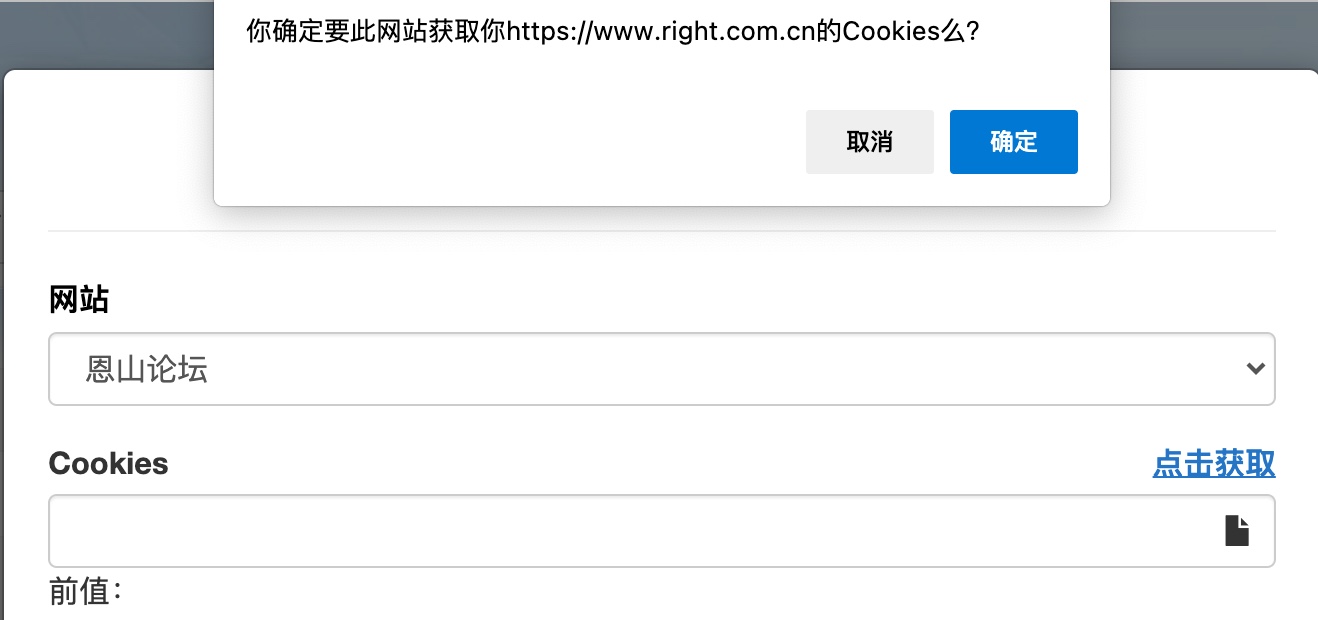 你确定要此网站获取你https://www.right.com.cn的Cookies么?
取消
确定
网站
恩山论坛
Cookies
点击获取
前值：